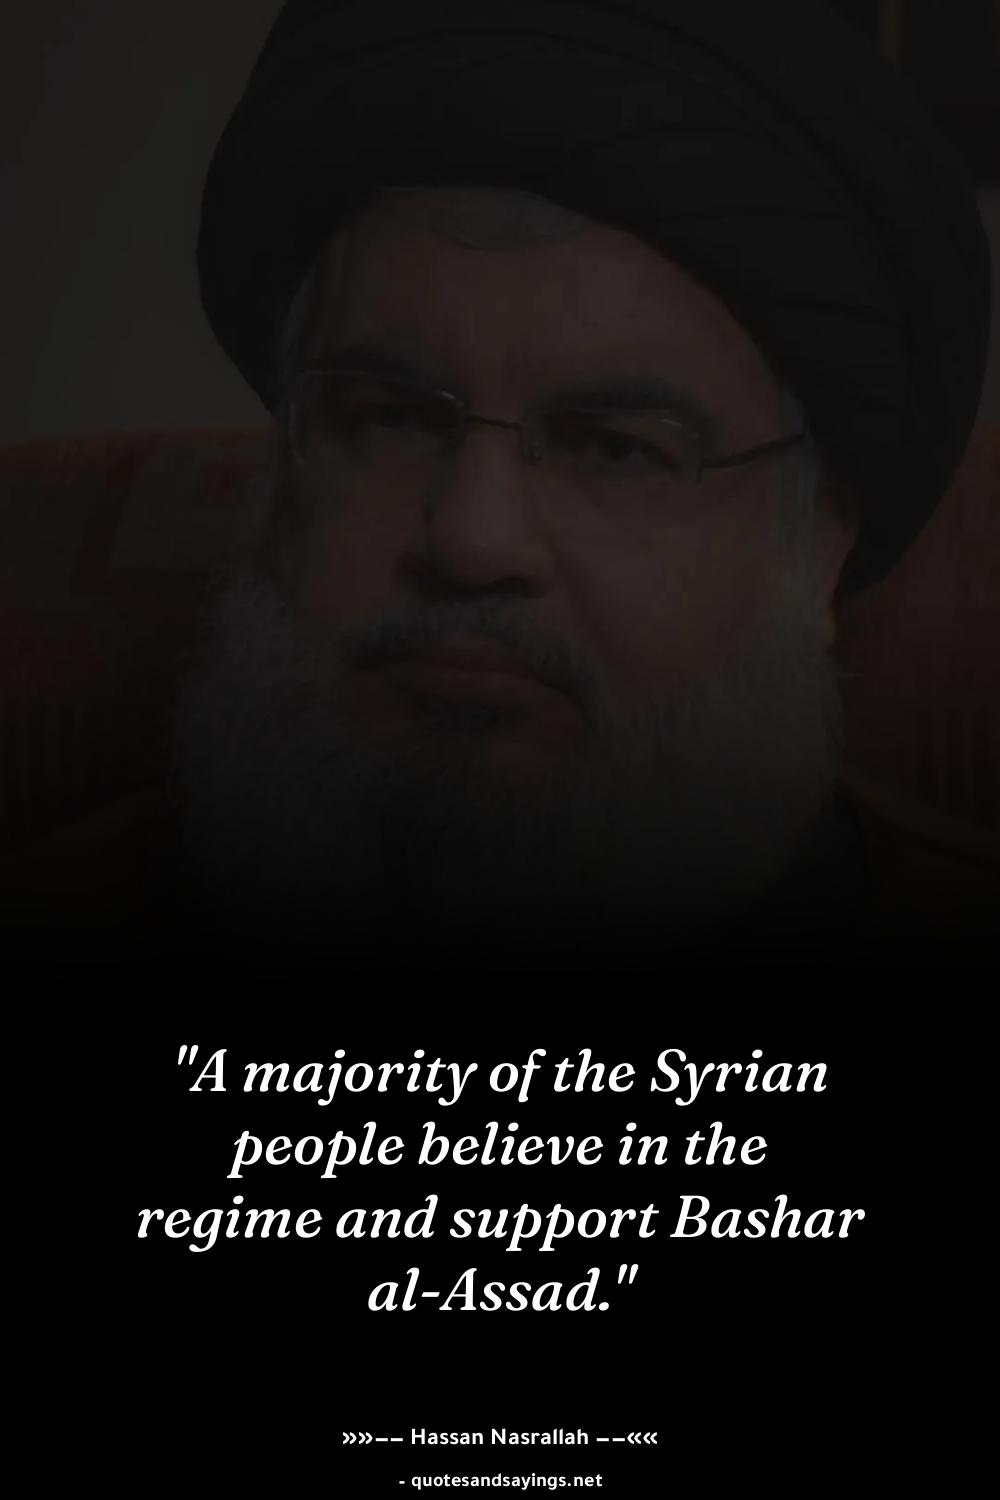 "A majority of the Syrian
people believe in the
regime and support Bashar
al-Assad."
»»–– Hassan Nasrallah ––««
- quotesandsayings.net